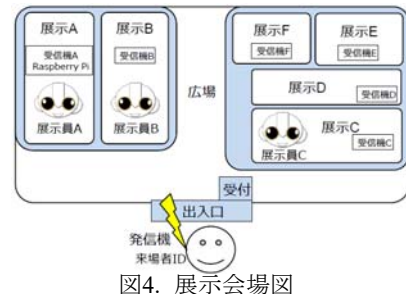 展示A
受信機A
Raspberry Pi
展示員A
展示B
受信機B
展示員B
広場
展示F
受信機F
展示E
受信機E
展示D
受信機D
展示C
受信機C
展示員C
受付
出入口
発信機
来場者ID
図4. 展示会場図